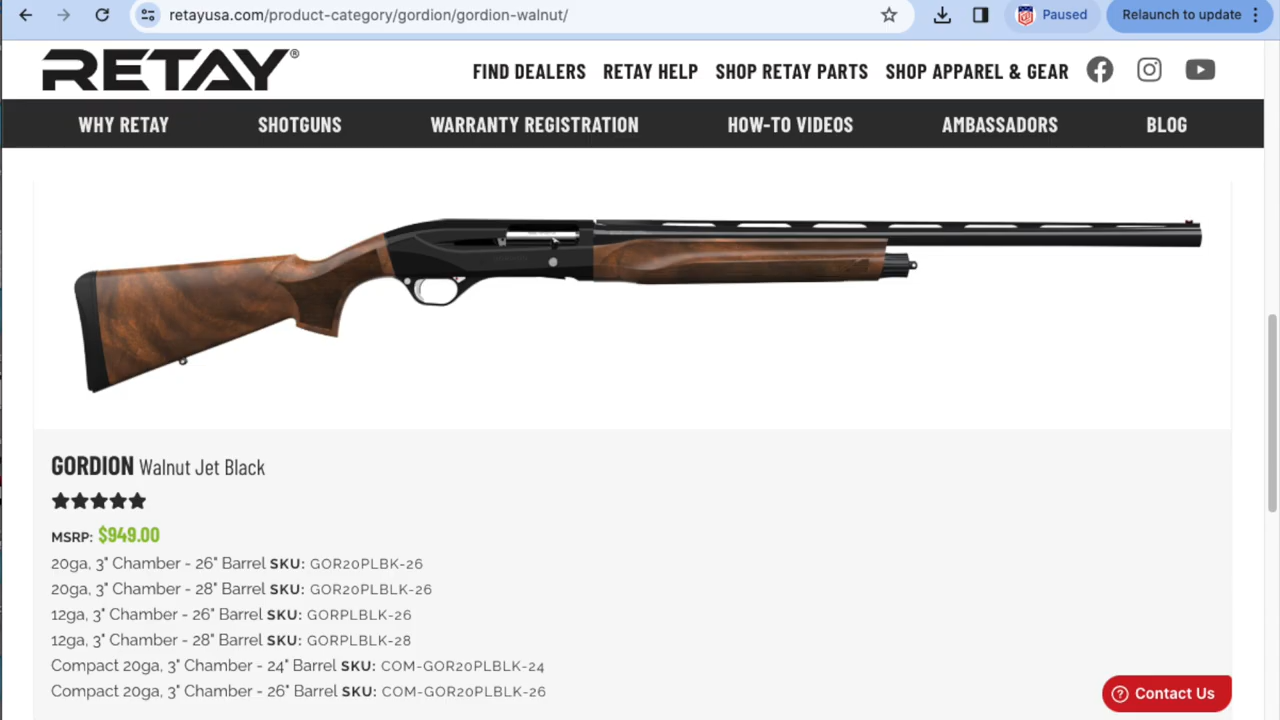 retayusa.com/product-category/gordion/gordion-walnut/
Paused
Relaunch to update
RETAY®
FIND DEALERS RETAY HELP SHOP RETAY PARTS SHOP APPAREL & GEAR
WHY RETAY SHOTGUNS WARRANTY REGISTRATION HOW-TO VIDEOS AMBASSADORS BLOG
GORDION Walnut Jet Black
MSRP: $949.00
20ga, 3" Chamber - 26" Barrel SKU: GOR20PLBK-26
20ga, 3" Chamber - 28" Barrel SKU: GOR20PLBLK-26
12ga, 3" Chamber - 26" Barrel SKU: GORPLBLK-26
12ga, 3" Chamber - 28" Barrel SKU: GORPLBLK-28
Compact 20ga, 3" Chamber - 24" Barrel SKU: COM-GOR20PLBLK-24
Compact 20ga, 3" Chamber - 26" Barrel SKU: COM-GOR20PLBLK-26
Contact Us